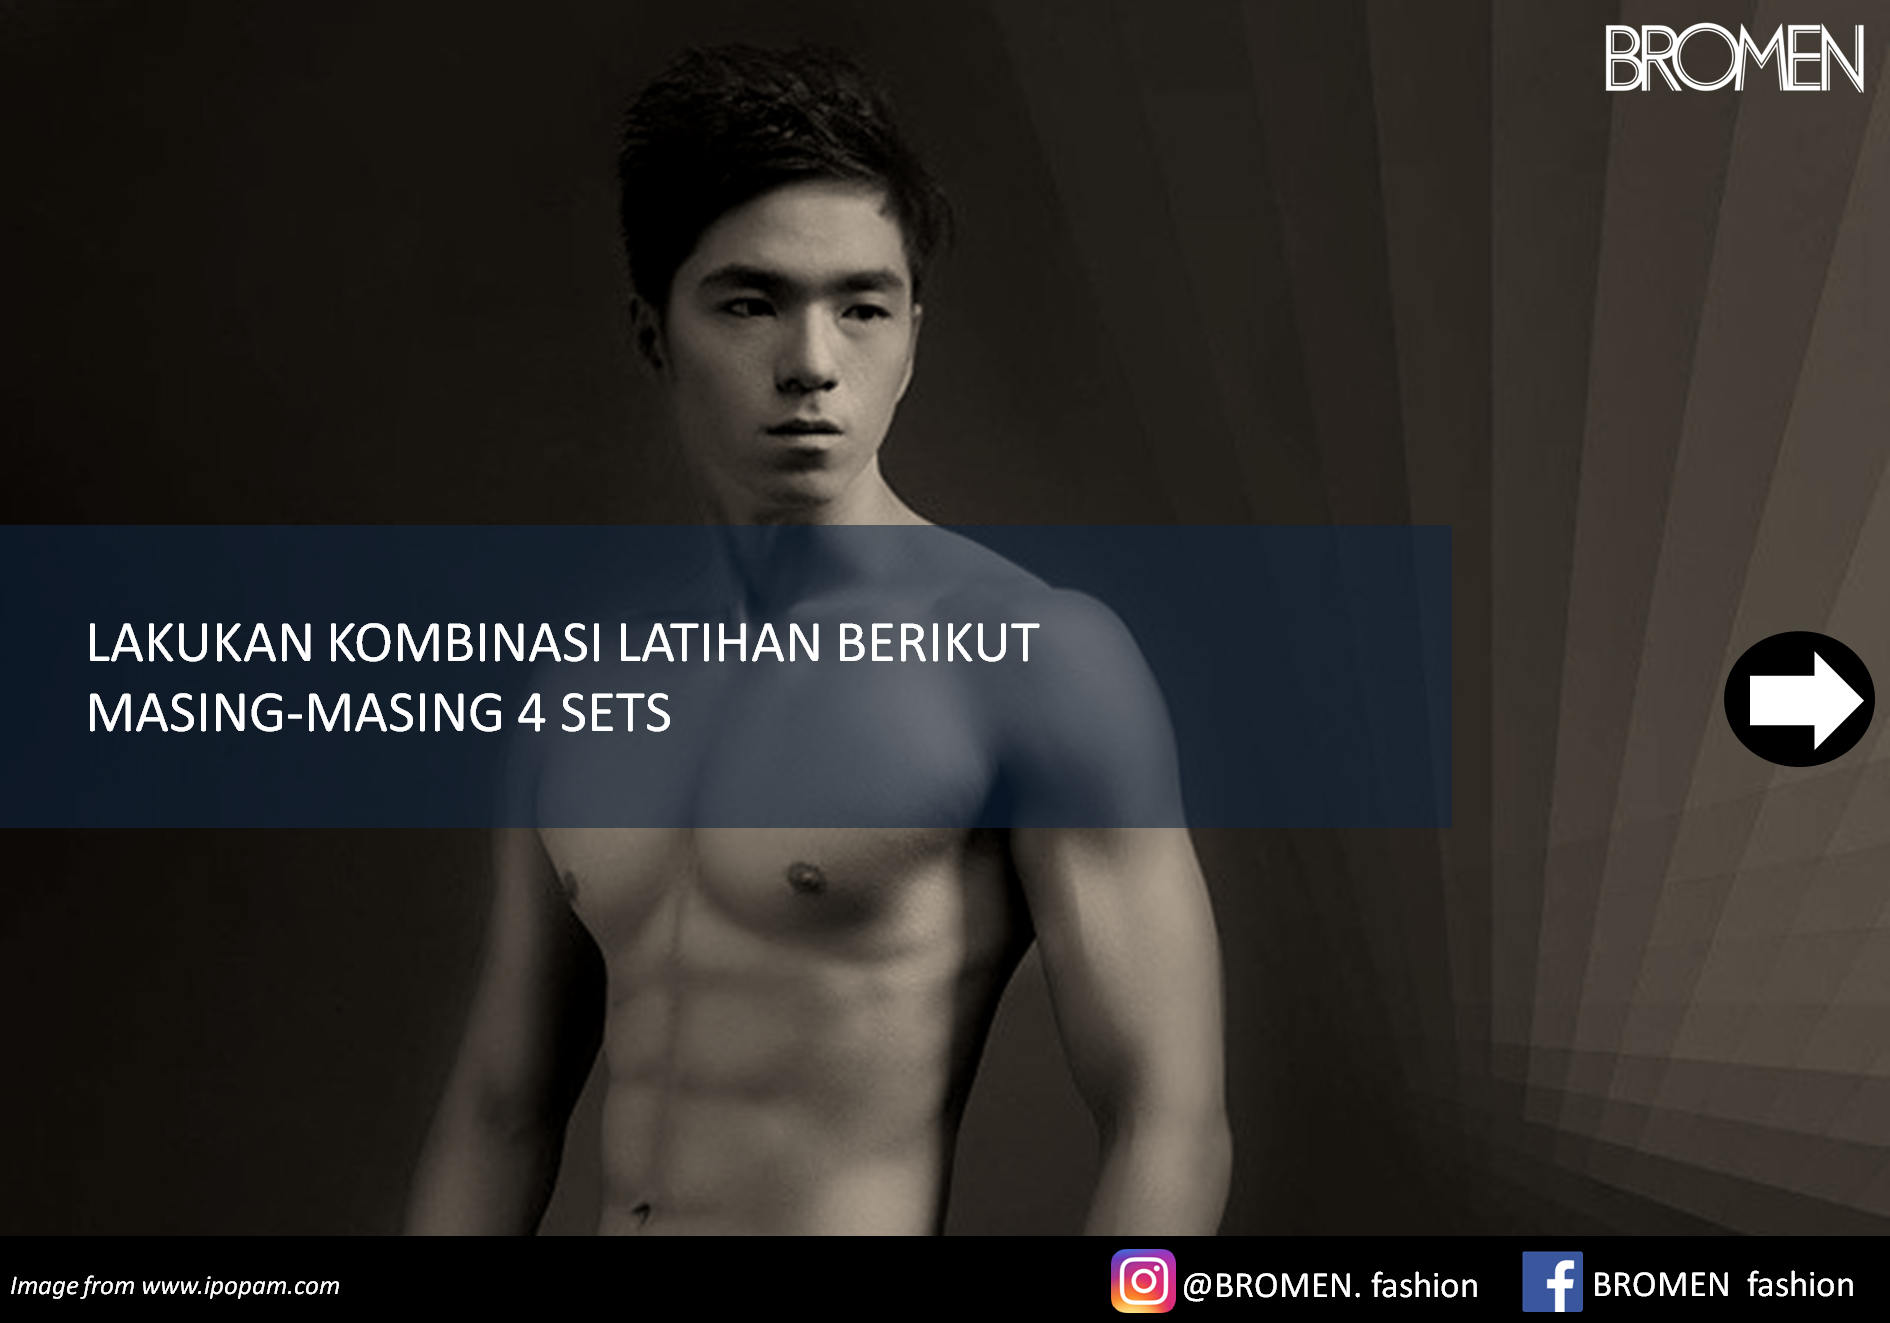 BROMEN
LAKUKAN KOMBINASI LATIHAN BERIKUT
MASING-MASING 4 SETS
Image from www.ipopam.com
@BROMEN. fashion
BROMEN fashion